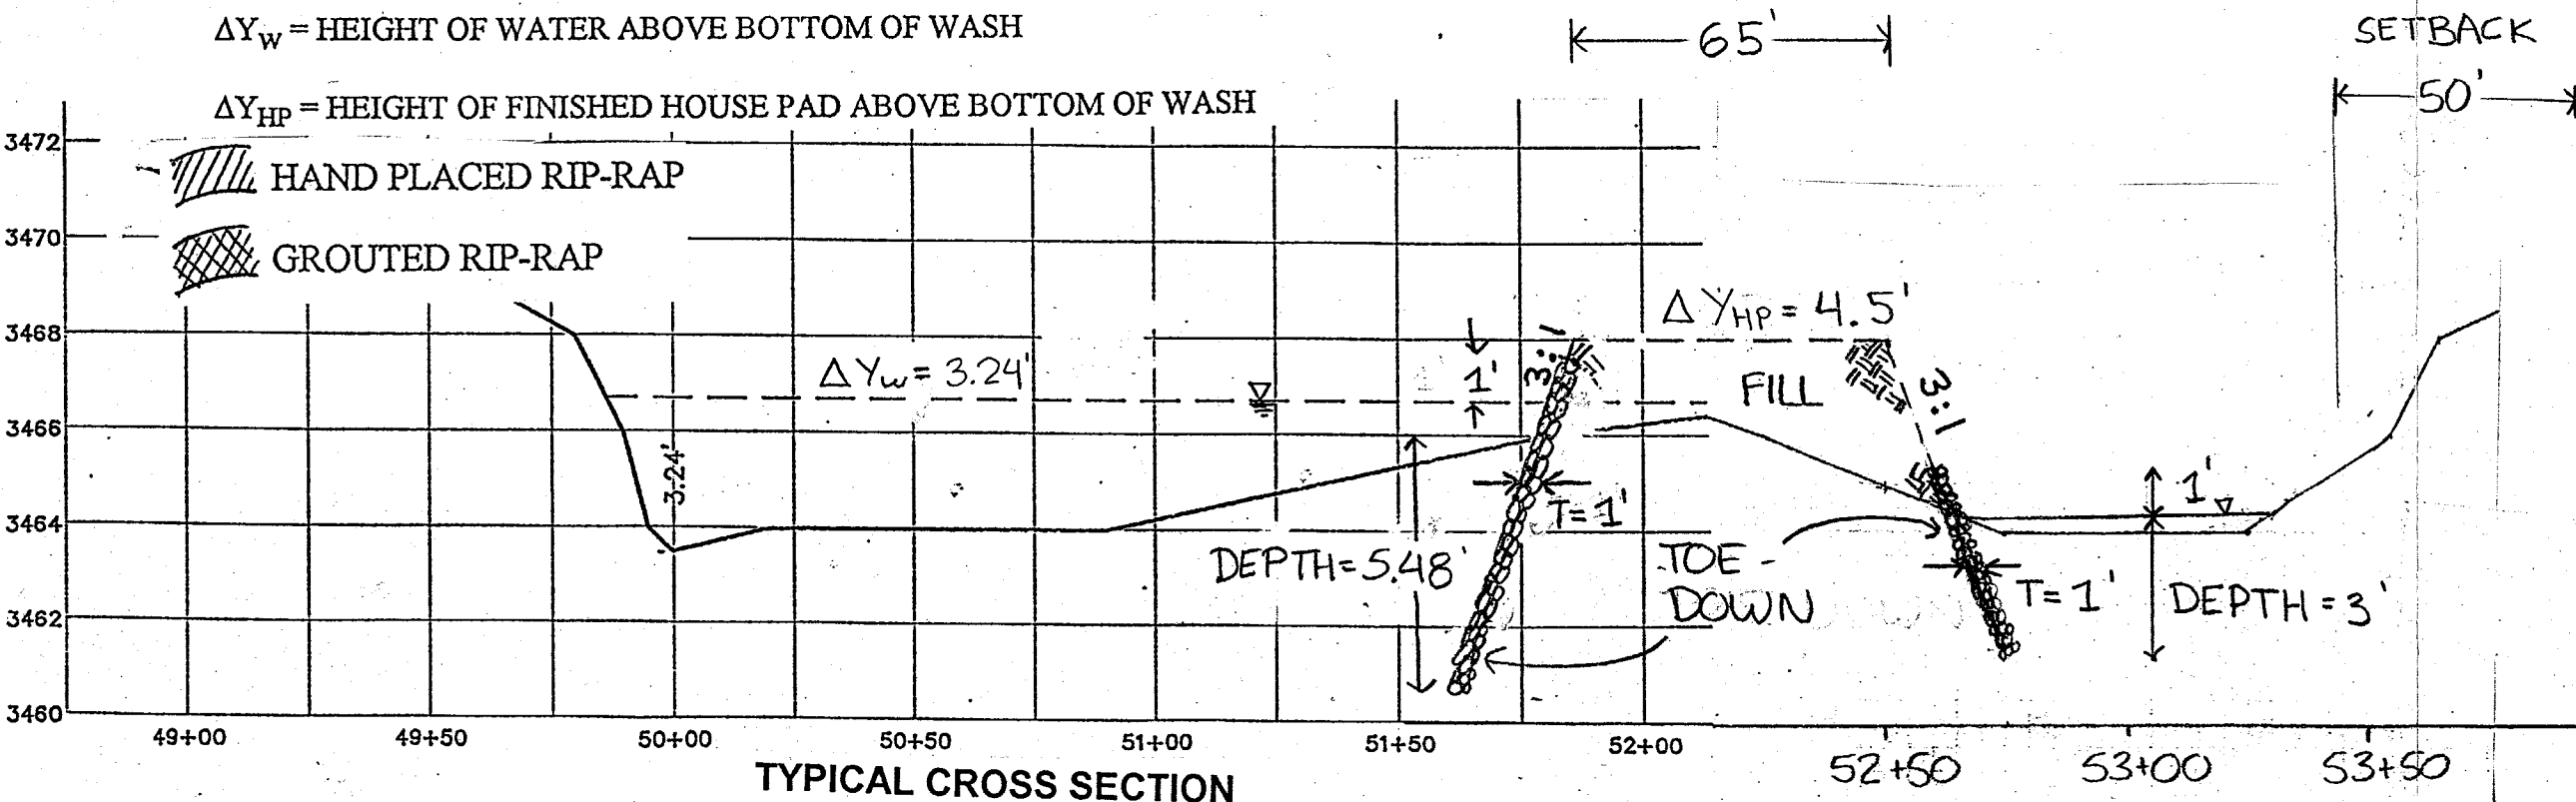 ΔY_W = HEIGHT OF WATER ABOVE BOTTOM OF WASH
65'
SETBACK
50'
ΔY_HP = HEIGHT OF FINISHED HOUSE PAD ABOVE BOTTOM OF WASH
3472
HAND PLACED RIP-RAP
3470
GROUTED RIP-RAP
3468
ΔY_HP = 4.5'
3:1
ΔY_W = 3.24'
1'
FILL
3:1
3466
3.24'
1'
3464
T=1'
DEPTH=5.48'
TOE-
DOWN
T=1'
DEPTH=3'
3462
3460
49+00
49+50
50+00
50+50
51+00
51+50
52+00
52+50
53+00
53+50
TYPICAL CROSS SECTION